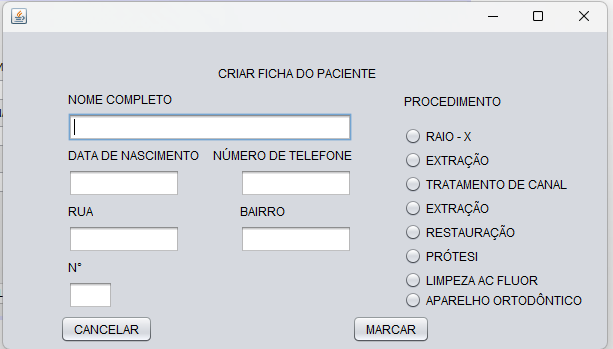 CRIAR FICHA DO PACIENTE
NOME COMPLETO
DATA DE NASCIMENTO NÚMERO DE TELEFONE
RUA BAIRRO
N°
PROCEDIMENTO
RAIO - X
EXTRAÇÃO
TRATAMENTO DE CANAL
EXTRAÇÃO
RESTAURAÇÃO
PRÓTESI
LIMPEZA AC FLUOR
APARELHO ORTODÔNTICO
CANCELAR MARCAR